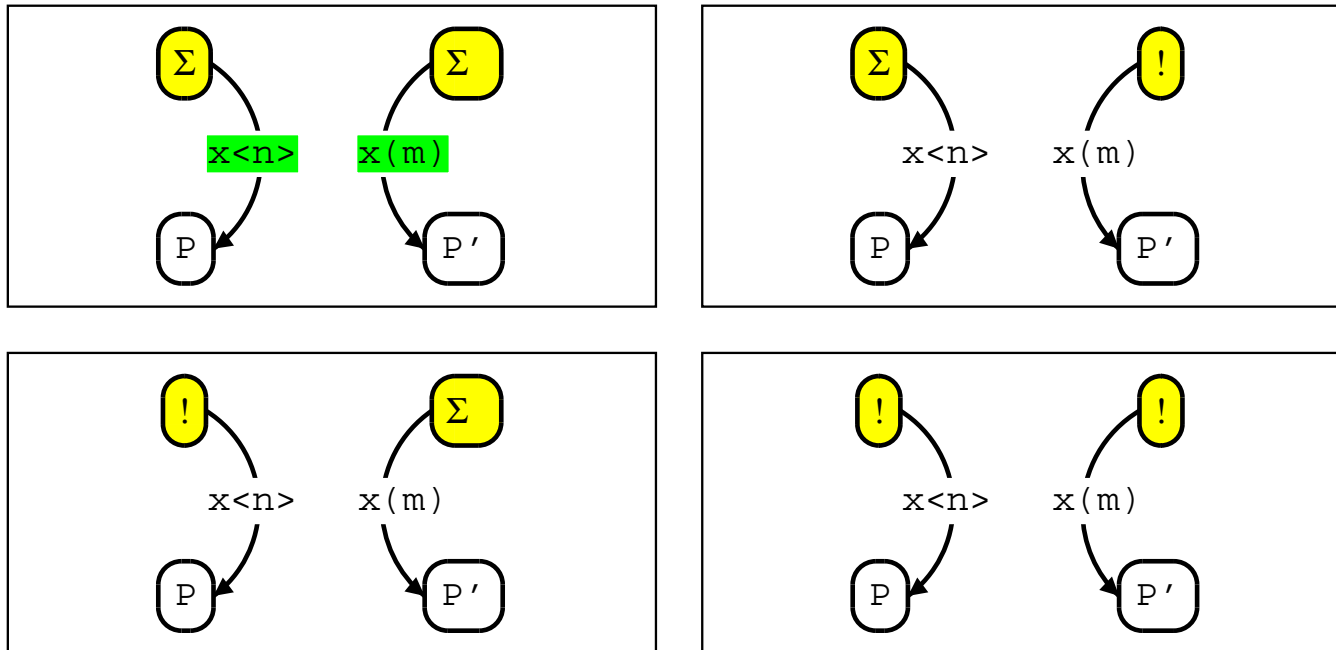 Σ Σ
x<n> x(m)
P P'
Σ !
x<n> x(m)
P P'
! Σ
x<n> x(m)
P P'
! !
x<n> x(m)
P P'